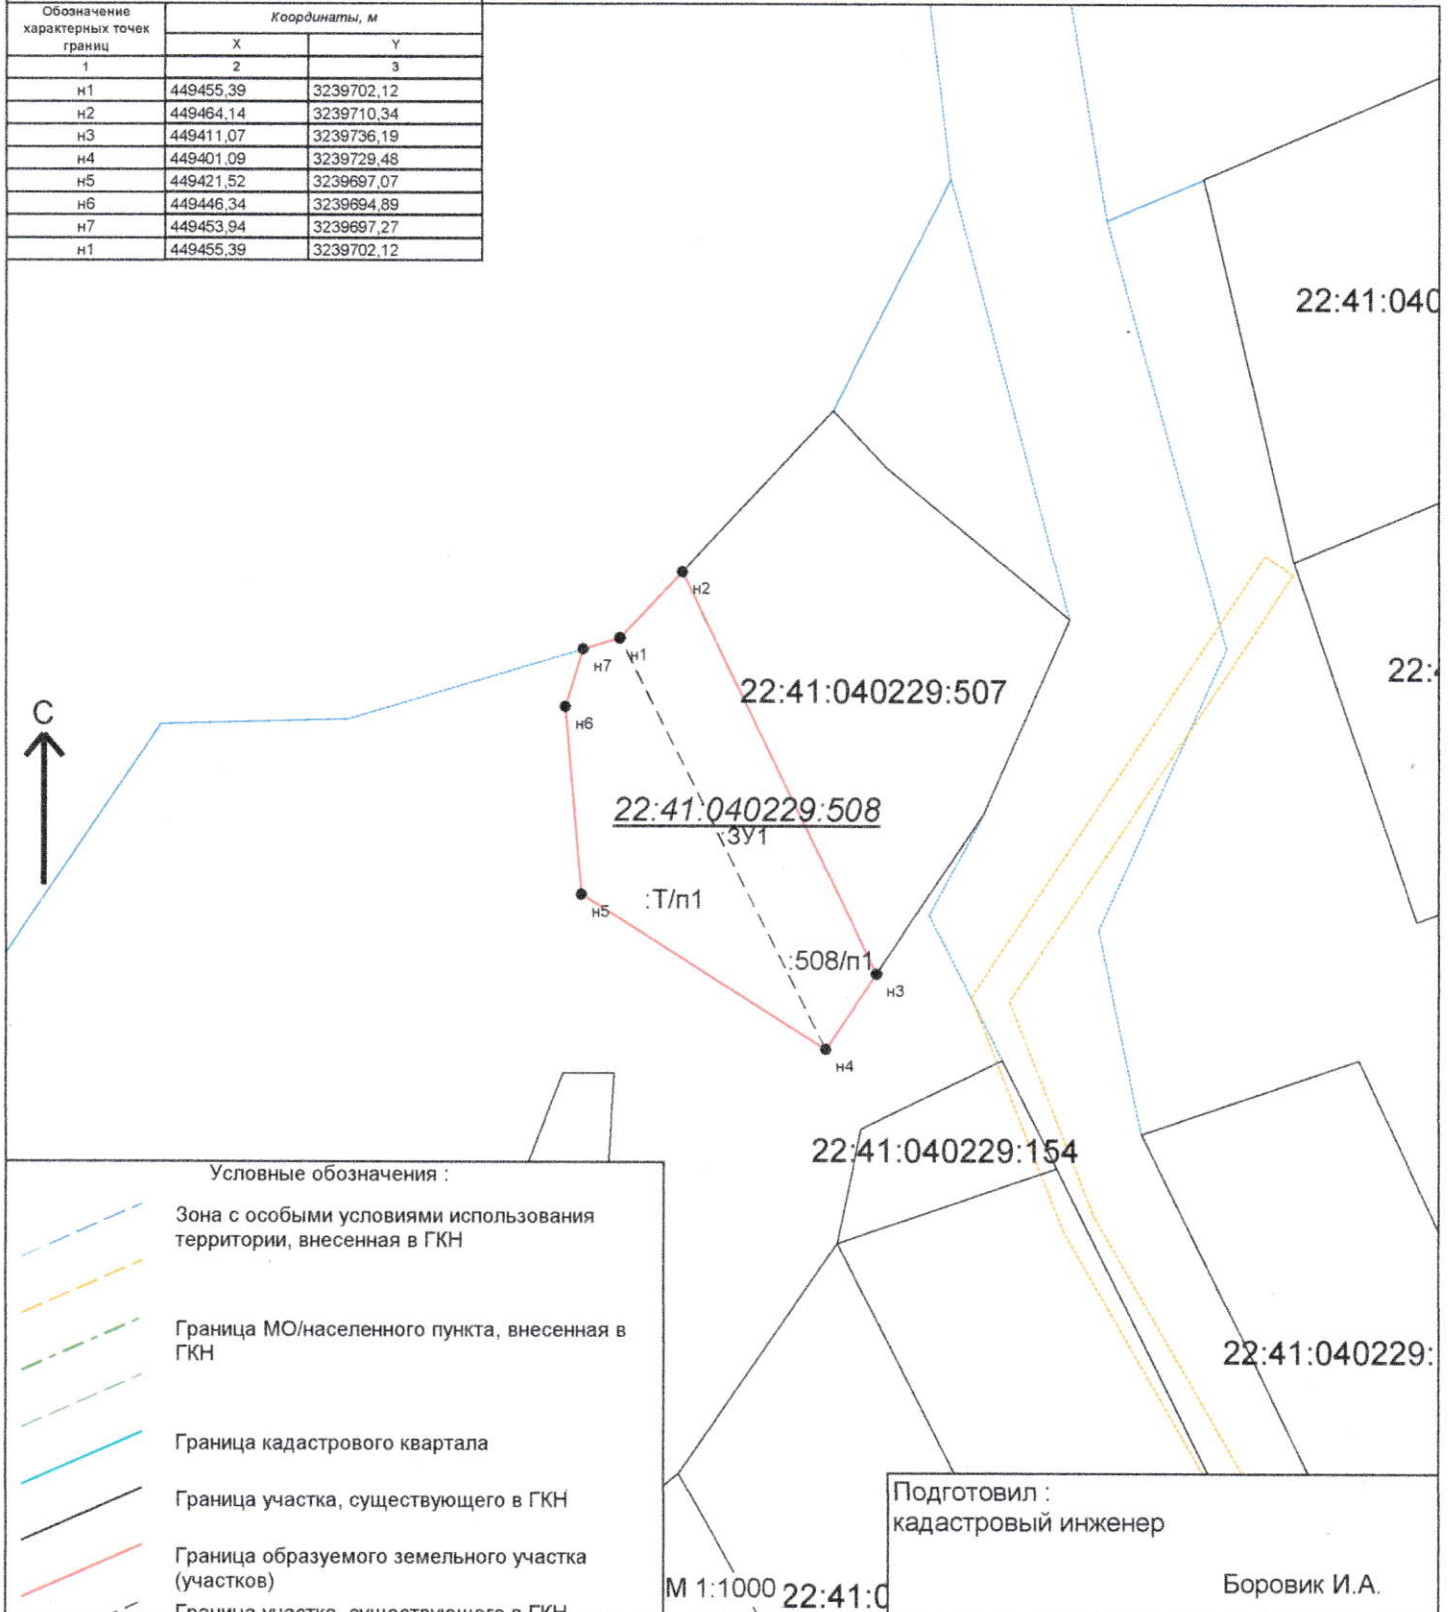 Обозначение характерных точек границ
Координаты, м
X Y
1 2 3
н1 449455,39 3239702,12
н2 449464,14 3239710,34
н3 449411,07 3239736,19
н4 449401,09 3239729,48
н5 449421,52 3239697,07
н6 449446,34 3239694,89
н7 449453,94 3239697,27
н1 449455,39 3239702,12
22:41:040
н2
н1
н7
22:41:040229:507
22:
С
н6
22:41:040229:508
:ЗУ1
:Т/п1
н5
:508/п1
н3
н4
22:41:040229:154
Условные обозначения :
Зона с особыми условиями использования
территории, внесенная в ГКН
Граница МО/населенного пункта, внесенная в
ГКН
22:41:040229:
Граница кадастрового квартала
Граница участка, существующего в ГКН
Граница образуемого земельного участка
(участков)
Граница участка, существующего в ГКН
М 1:1000
22:41:0
Подготовил :
кадастровый инженер
Боровик И.А.